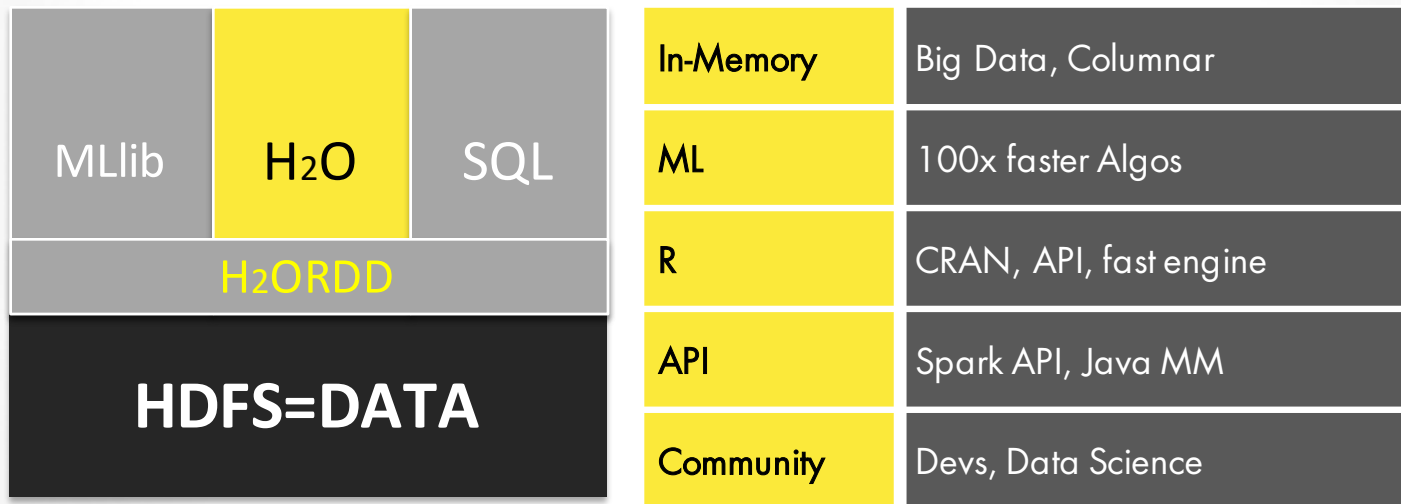 MLlib
H2O
SQL
H2ORDD
HDFS=DATA
In-Memory
Big Data, Columnar
ML
100x faster Algos
R
CRAN, API, fast engine
API
Spark API, Java MM
Community
Devs, Data Science